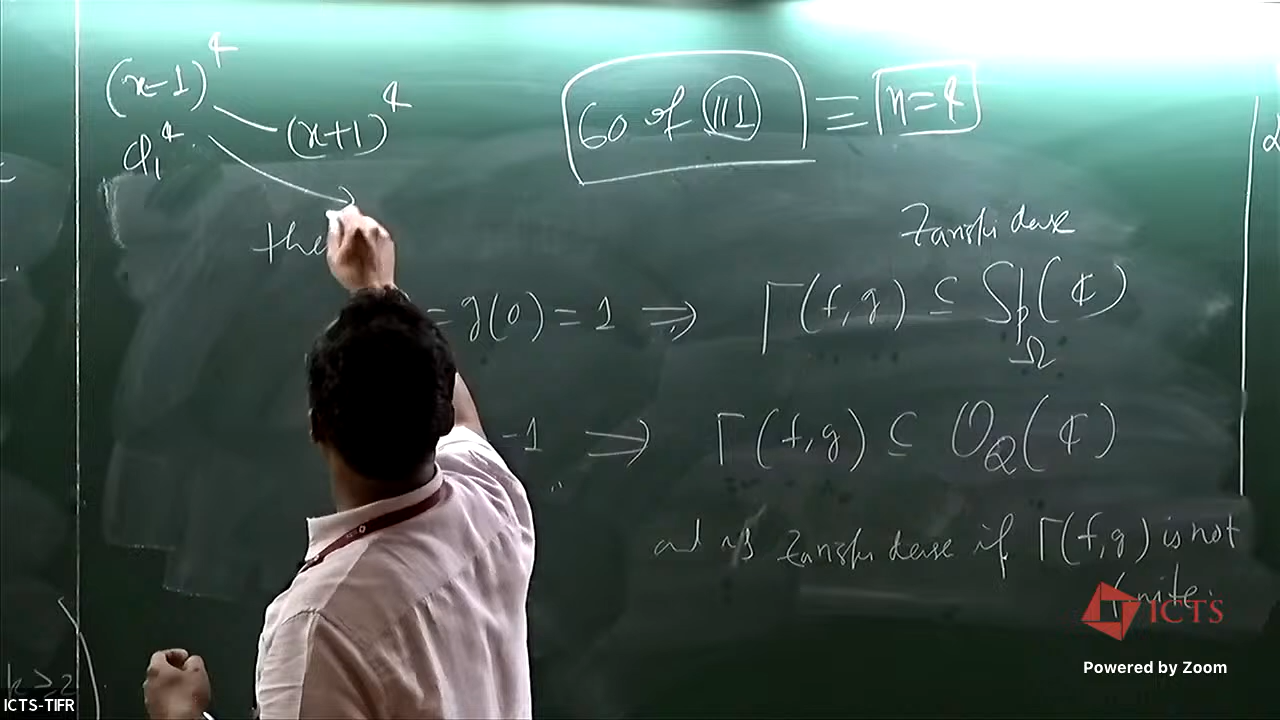 (x-1)^4
Φ_1^4
(x+1)^4
the
60 of 111 ≡ n=4
Zariski dense
= g(0) = 1 ⇒ Γ(f,g) ⊆ Sp_Ω(ℂ)
-1 ⇒ Γ(f,g) ⊆ O_Q(ℂ)
and is Zariski dense if Γ(f,g) is not
finite.
k ≥ 2
ICTS
Powered by Zoom
ICTS-TIFR